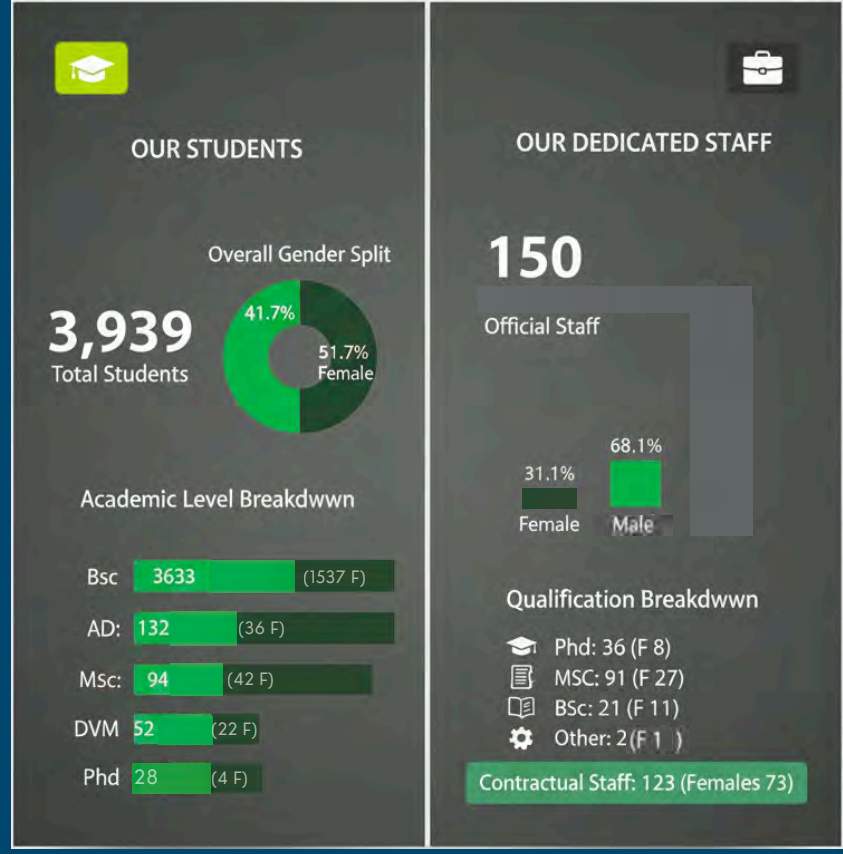 OUR STUDENTS
Overall Gender Split
41.7%
51.7%
Female
3,939
Total Students
Academic Level Breakdwwn
Bsc 3633 (1537 F)
AD: 132 (36 F)
Msc: 94 (42 F)
DVM 52 (22 F)
Phd 28 (4 F)
OUR DEDICATED STAFF
150
Official Staff
68.1%
31.1%
Female Male
Qualification Breakdwwn
Phd: 36 (F 8)
MSC: 91 (F 27)
BSc: 21 (F 11)
Other: 2 (F 1 )
Contractual Staff: 123 (Females 73)